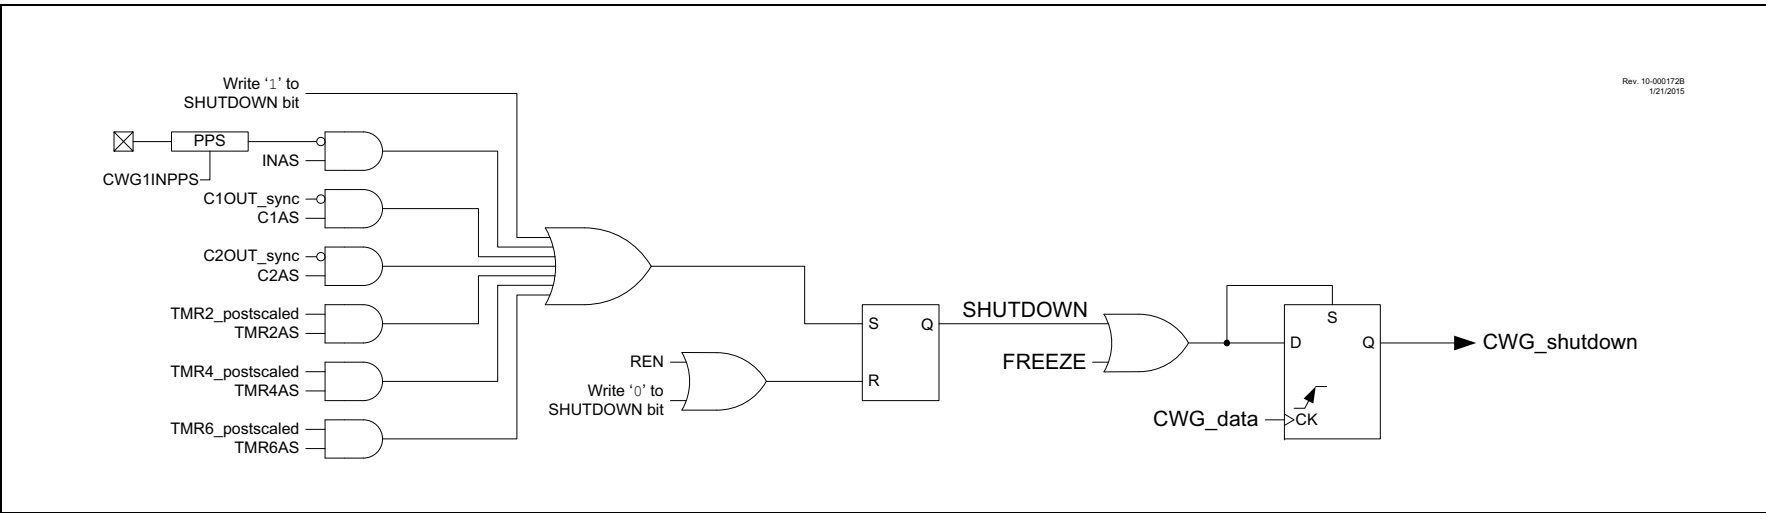 Write ‘1’ to
SHUTDOWN bit
Rev. 10-000172B
1/21/2015
PPS
INAS
CWG1INPPS
C1OUT_sync
C1AS
C2OUT_sync
C2AS
TMR2_postscaled
TMR2AS
TMR4_postscaled
TMR4AS
TMR6_postscaled
TMR6AS
S
Q
R
REN
Write ‘0’ to
SHUTDOWN bit
SHUTDOWN
FREEZE
S
D
Q
CK
CWG_data
CWG_shutdown